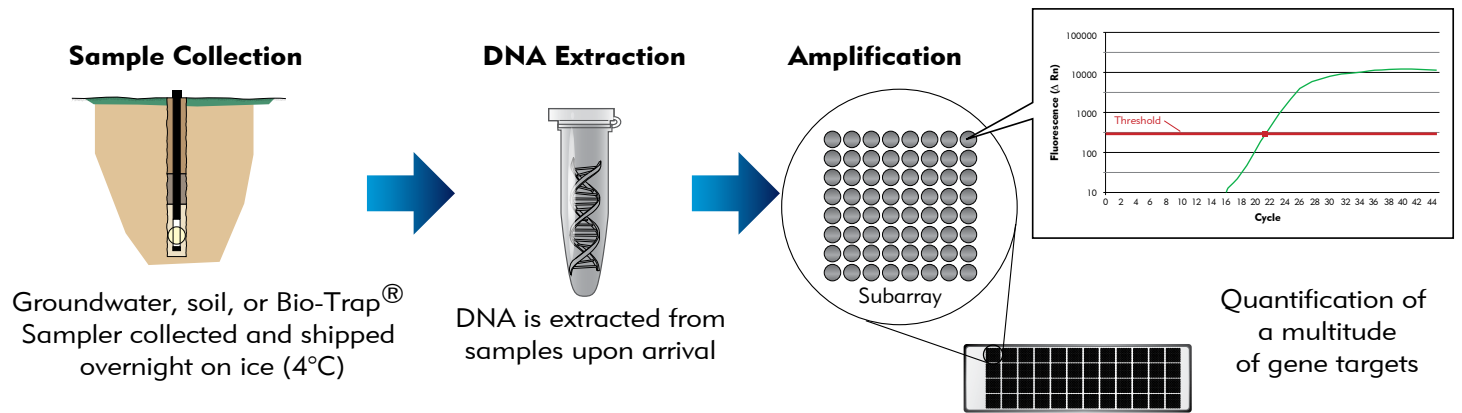 Sample Collection
Groundwater, soil, or Bio-Trap®
Sampler collected and shipped
overnight on ice (4°C)
DNA Extraction
DNA is extracted from
samples upon arrival
Amplification
Subarray
Fluorescence (Δ Rn)
100000
10000
1000
100
10
Threshold
0 2 4 6 8 10 12 14 16 18 20 22 24 26 28 30 32 34 36 38 40 42 44
Cycle
Quantification of
a multitude
of gene targets